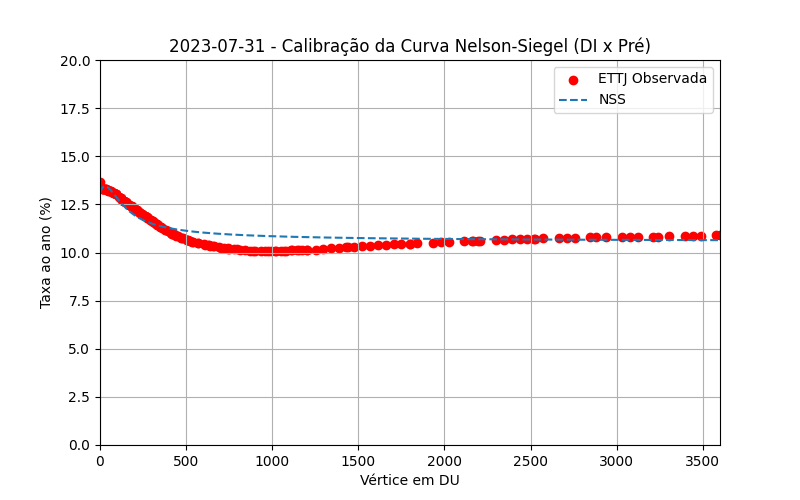 2023-07-31 - Calibração da Curva Nelson-Siegel (DI x Pré)
20.0
17.5
15.0
12.5
10.0
7.5
5.0
2.5
0.0
Taxa ao ano (%)
ETTJ Observada
NSS
0 500 1000 1500 2000 2500 3000 3500
Vértice em DU